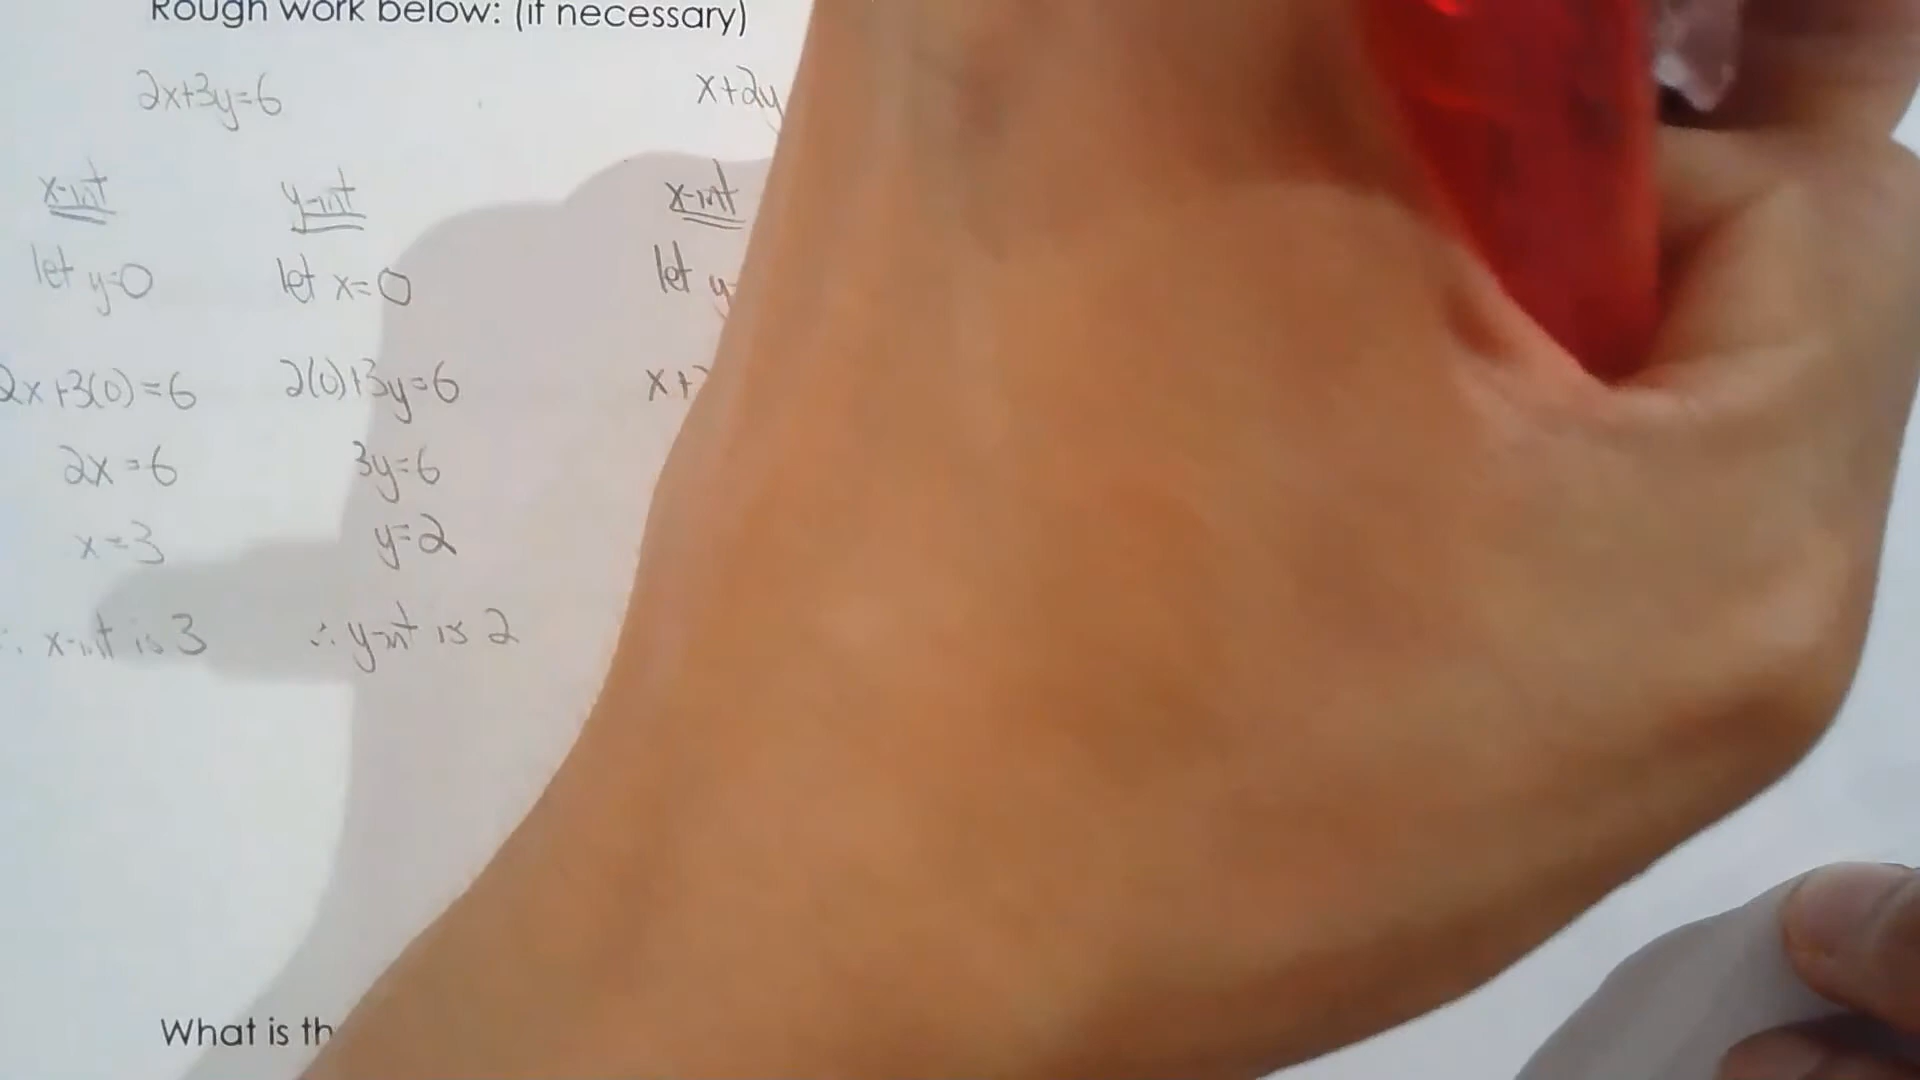 Rough work below: (if necessary)
2x+3y=6
x-int
let y=0
2x+3(0)=6
2x=6
x=3
∴ x-int is 3
y-int
let x=0
2(0)+3y=6
3y=6
y=2
∴ y-int is 2
x+2y
x-int
let y
x+
What is th